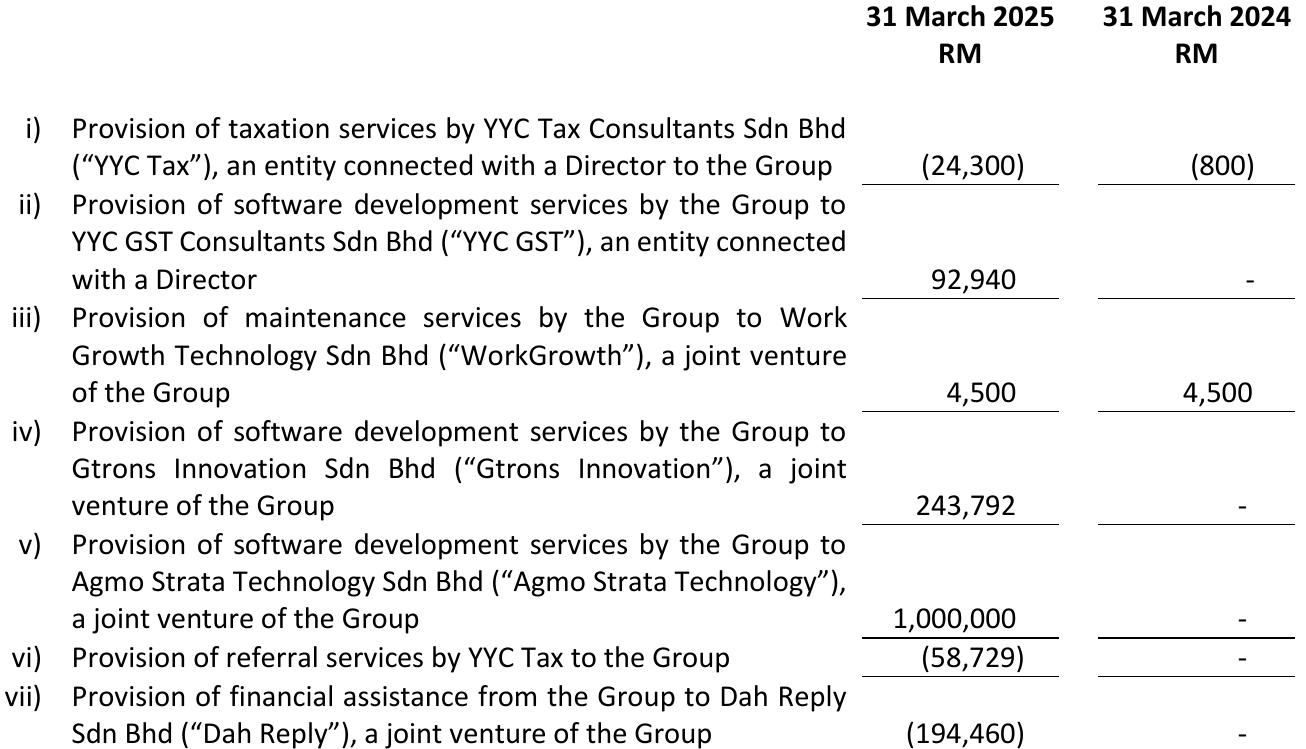 31 March 2025 31 March 2024
RM RM
i) Provision of taxation services by YYC Tax Consultants Sdn Bhd
(“YYC Tax”), an entity connected with a Director to the Group (24,300) (800)
ii) Provision of software development services by the Group to
YYC GST Consultants Sdn Bhd (“YYC GST”), an entity connected
with a Director 92,940 -
iii) Provision of maintenance services by the Group to Work
Growth Technology Sdn Bhd (“WorkGrowth”), a joint venture
of the Group 4,500 4,500
iv) Provision of software development services by the Group to
Gtrons Innovation Sdn Bhd (“Gtrons Innovation”), a joint
venture of the Group 243,792 -
v) Provision of software development services by the Group to
Agmo Strata Technology Sdn Bhd (“Agmo Strata Technology”),
a joint venture of the Group 1,000,000 -
vi) Provision of referral services by YYC Tax to the Group (58,729) -
vii) Provision of financial assistance from the Group to Dah Reply
Sdn Bhd (“Dah Reply”), a joint venture of the Group (194,460) -